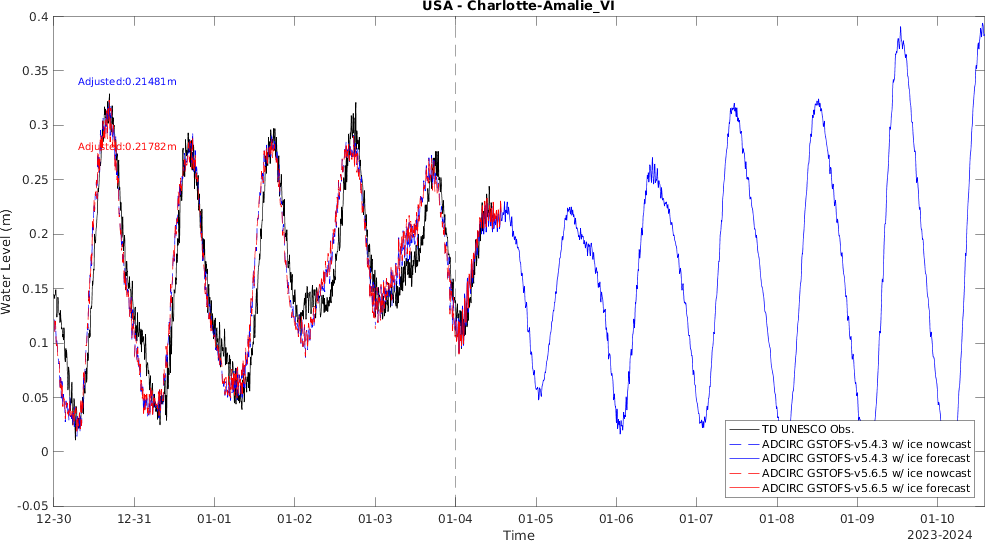 USA - Charlotte-Amalie_VI
Adjusted:0.21481m
Adjusted:0.21782m
Water Level (m)
0.4
0.35
0.3
0.25
0.2
0.15
0.1
0.05
0
-0.05
TD UNESCO Obs.
ADCIRC GSTOFS-v5.4.3 w/ ice nowcast
ADCIRC GSTOFS-v5.4.3 w/ ice forecast
ADCIRC GSTOFS-v5.6.5 w/ ice nowcast
ADCIRC GSTOFS-v5.6.5 w/ ice forecast
12-30 12-31 01-01 01-02 01-03 01-04 01-05 01-06 01-07 01-08 01-09 01-10
Time
2023-2024